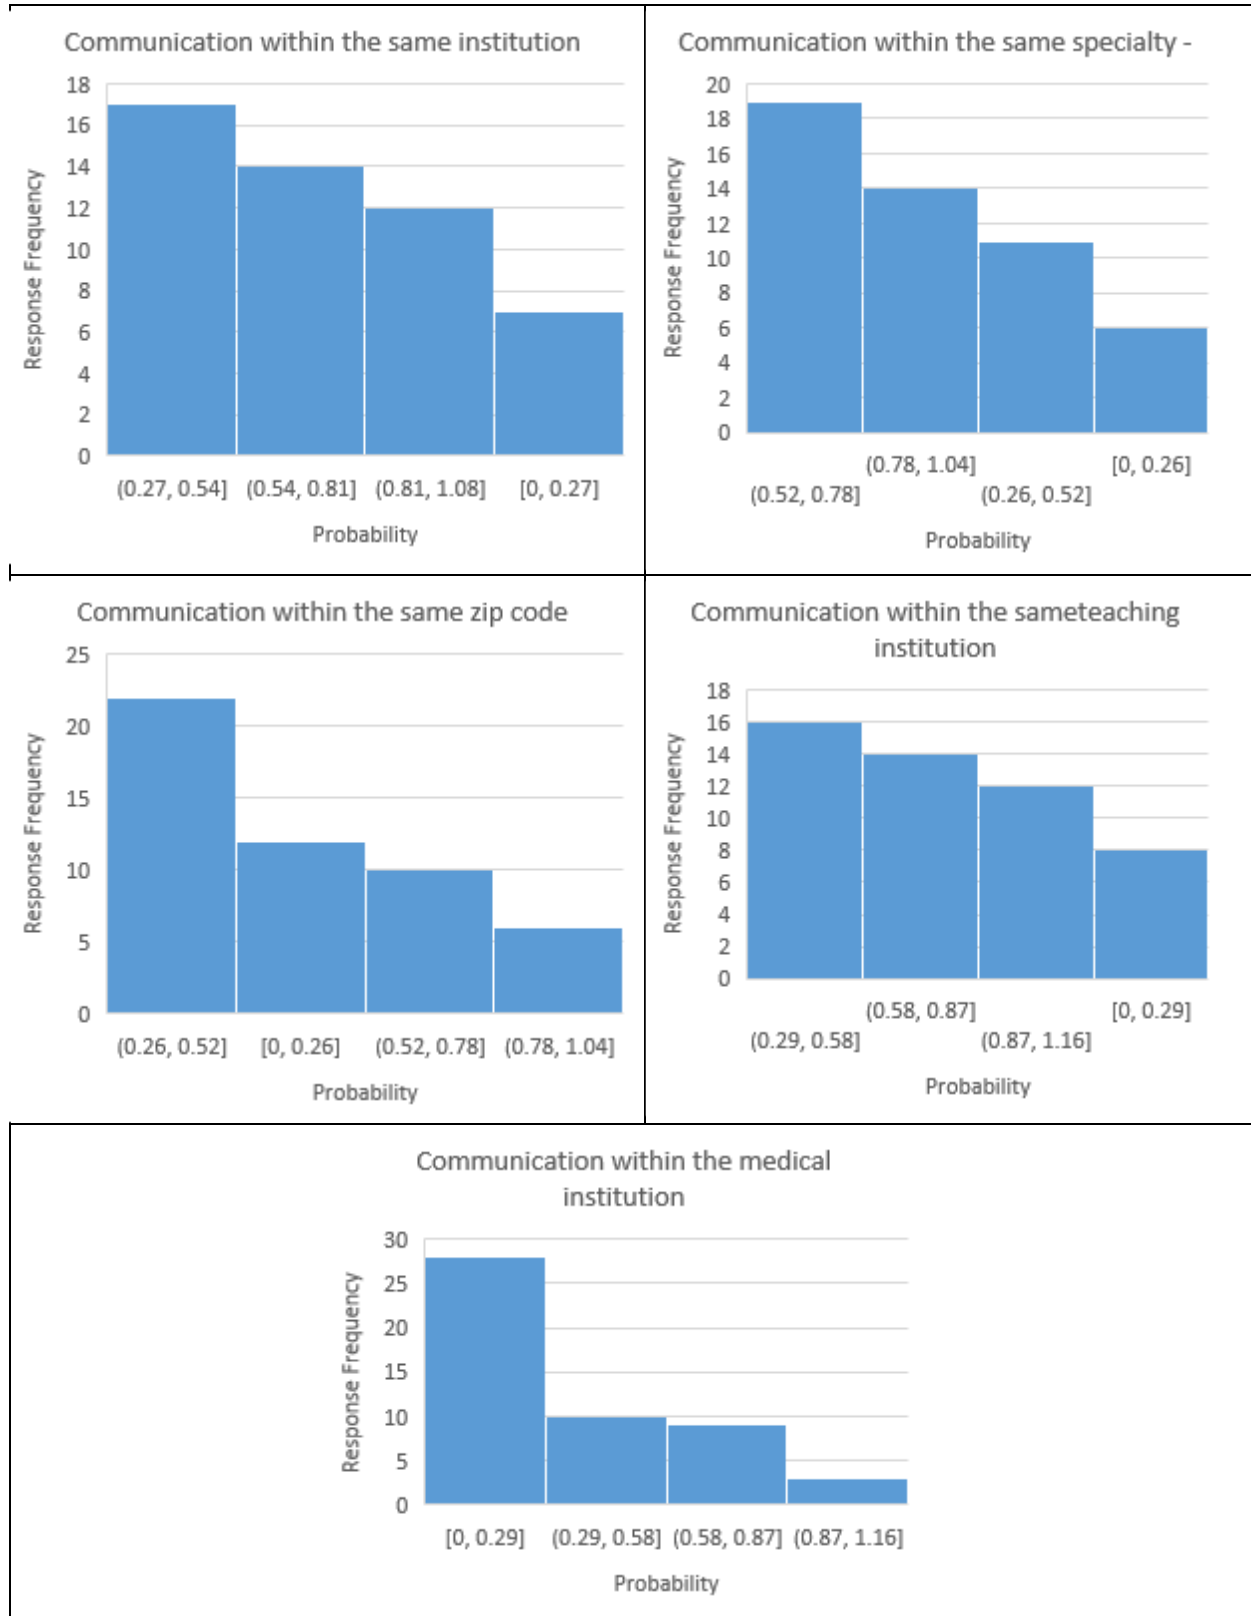 Communication within the same institution
18
16
14
12
10
8
6
4
2
0
Response Frequency
(0.27, 0.54] (0.54, 0.81] (0.81, 1.08] [0, 0.27]
Probability
Communication within the same specialty -
20
18
16
14
12
10
8
6
4
2
0
Response Frequency
(0.78, 1.04] [0, 0.26]
(0.52, 0.78] (0.26, 0.52]
Probability
Communication within the same zip code
25
20
15
10
5
0
Response Frequency
(0.26, 0.52] [0, 0.26] (0.52, 0.78] (0.78, 1.04]
Probability
Communication within the sameteaching
institution
18
16
14
12
10
8
6
4
2
0
Response Frequency
(0.58, 0.87] [0, 0.29]
(0.29, 0.58] (0.87, 1.16]
Probability
Communication within the medical
institution
30
25
20
15
10
5
0
Response Frequency
[0, 0.29] (0.29, 0.58] (0.58, 0.87] (0.87, 1.16]
Probability